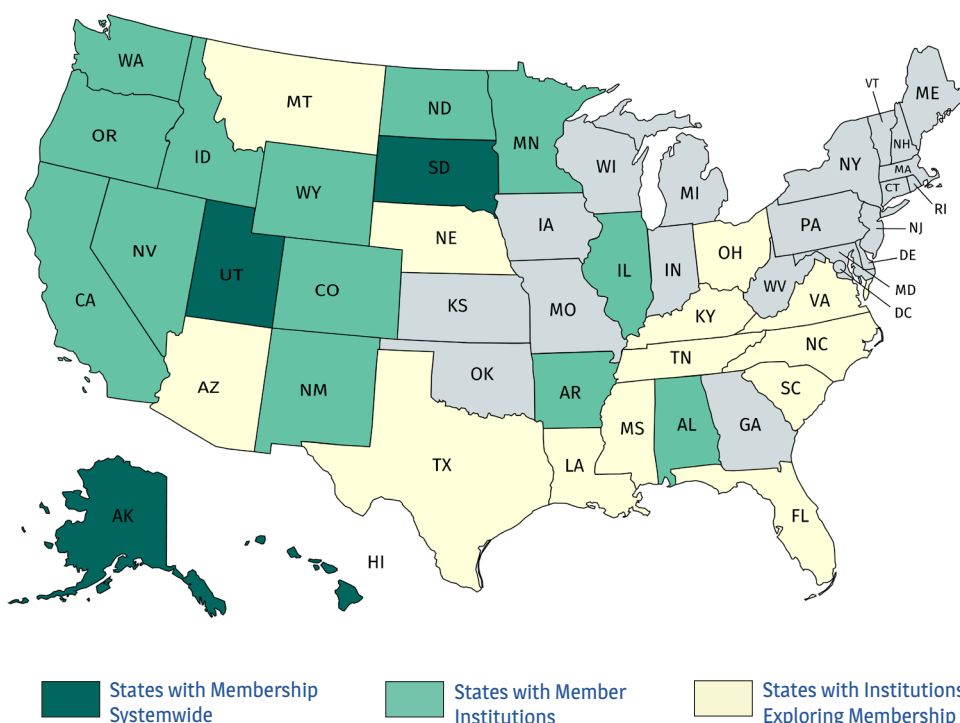 WA
MT
ND
MN
VT
ME
OR
ID
SD
WI
NY
NH
MA
WY
MI
CT
RI
NV
NE
IA
PA
NJ
UT
OH
DE
CA
CO
IL
IN
WV
MD
KS
MO
VA
DC
KY
TN
NC
AZ
NM
OK
AR
SC
MS
AL
GA
TX
LA
FL
AK
HI
States with Membership
Systemwide
States with Member
Institutions
States with Institutions
Exploring Membership